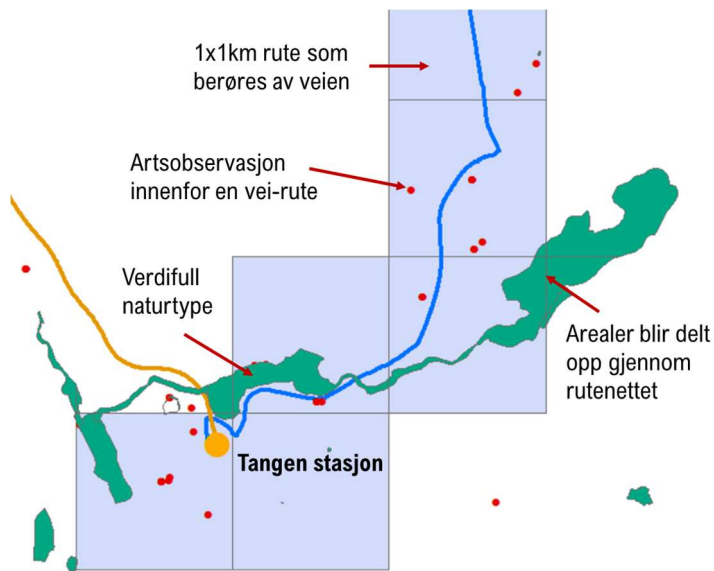 1x1km rute som
berøres av veien
Artsobservasjon
innenfor en vei-rute
Verdifull
naturtype
Arealer blir delt
opp gjennom
rutenettet
Tangen stasjon